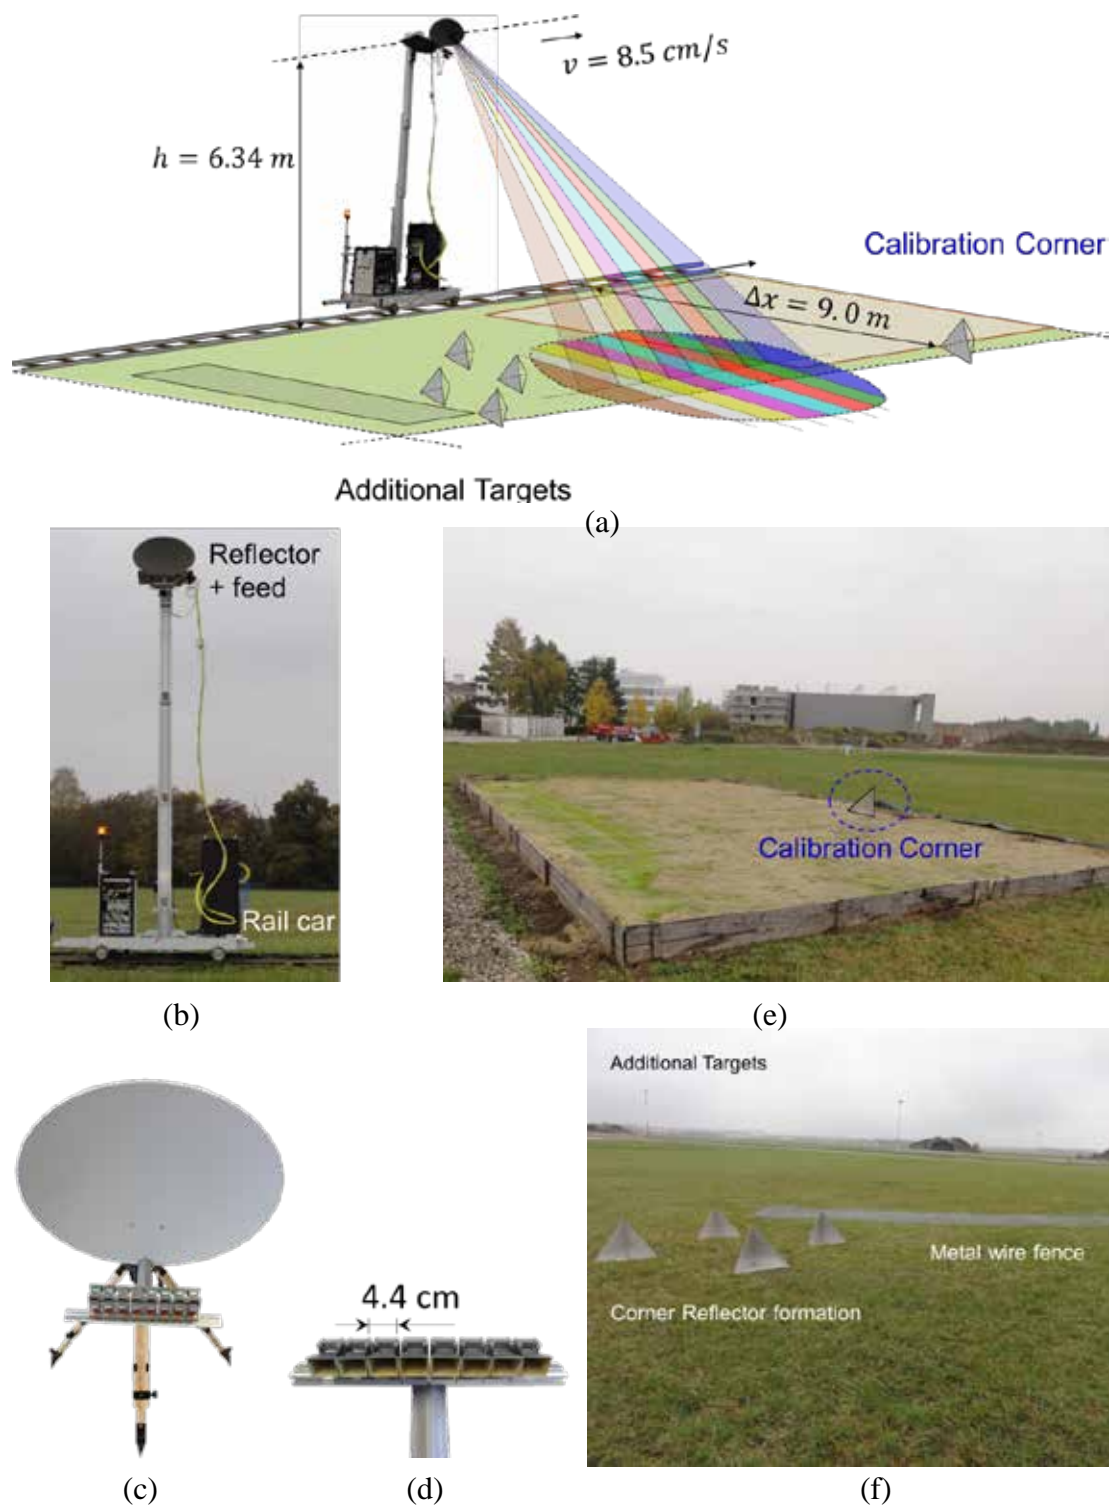 v = 8.5 cm/s
h = 6.34 m
Calibration Corner
Δx = 9.0 m
Additional Targets
(a)
Reflector
+ feed
Rail car
(b)
Calibration Corner
(e)
4.4 cm
(c)
(d)
Additional Targets
Metal wire fence
Corner Reflector formation
(f)